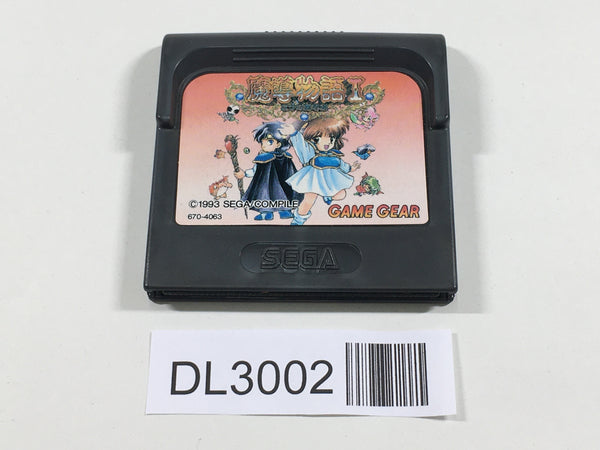 魔導物語I
©1993 SEGA/COMPILE
670-4063
GAME GEAR
SEGA
DL3002